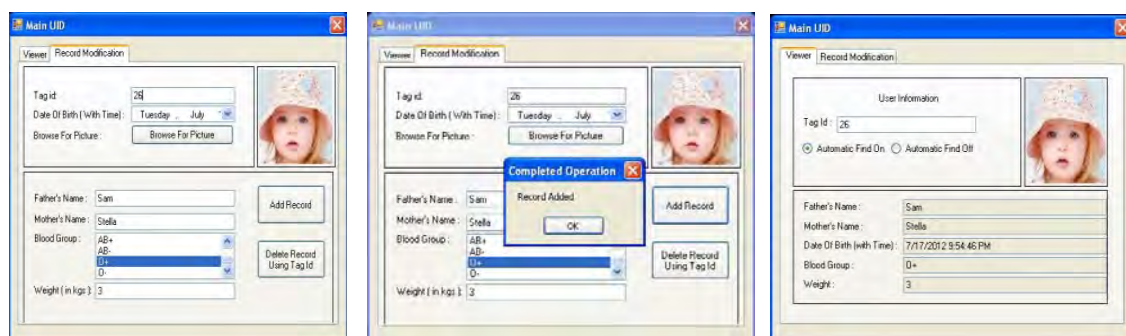 Main UID
Viewer Record Modification
Tag id: 26
Date Of Birth ( With Time) : Tuesday , July
Browse For Picture : Browse For Picture
Father's Name : Sam
Add Record
Mother's Name : Stella
Blood Group : AB+
AB-
O+
O-
Delete Record
Using Tag Id
Weight ( in kgs ): 3
Main UID
Viewer Record Modification
Tag id: 26
Date Of Birth ( With Time) : Tuesday , July
Browse For Picture : Browse For Picture
Completed Operation
Record Added
OK
Father's Name : Sam
Add Record
Mother's Name : Stella
Blood Group : AB+
AB-
O+
O-
Delete Record
Using Tag Id
Weight ( in kgs ): 3
Main UID
Viewer Record Modification
User Information
Tag Id : 26
Automatic Find On Automatic Find Off
Father's Name : Sam
Mother's Name : Stella
Date Of Birth (with Time) : 7/17/2012 9:54:46 PM
Blood Group : O+
Weight : 3